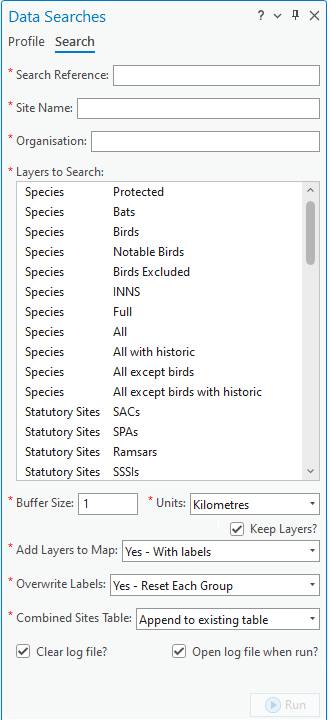 Data Searches ?
Profile Search
* Search Reference:
* Site Name:
* Organisation:
* Layers to Search:
Species Protected
Species Bats
Species Birds
Species Notable Birds
Species Birds Excluded
Species INNS
Species Full
Species All
Species All with historic
Species All except birds
Species All except birds with historic
Statutory Sites SACs
Statutory Sites SPAs
Statutory Sites Ramsars
Statutory Sites SSSIs
* Buffer Size: 1 * Units: Kilometres
Keep Layers?
* Add Layers to Map: Yes - With labels
* Overwrite Labels: Yes - Reset Each Group
* Combined Sites Table: Append to existing table
Clear log file? Open log file when run?
Run